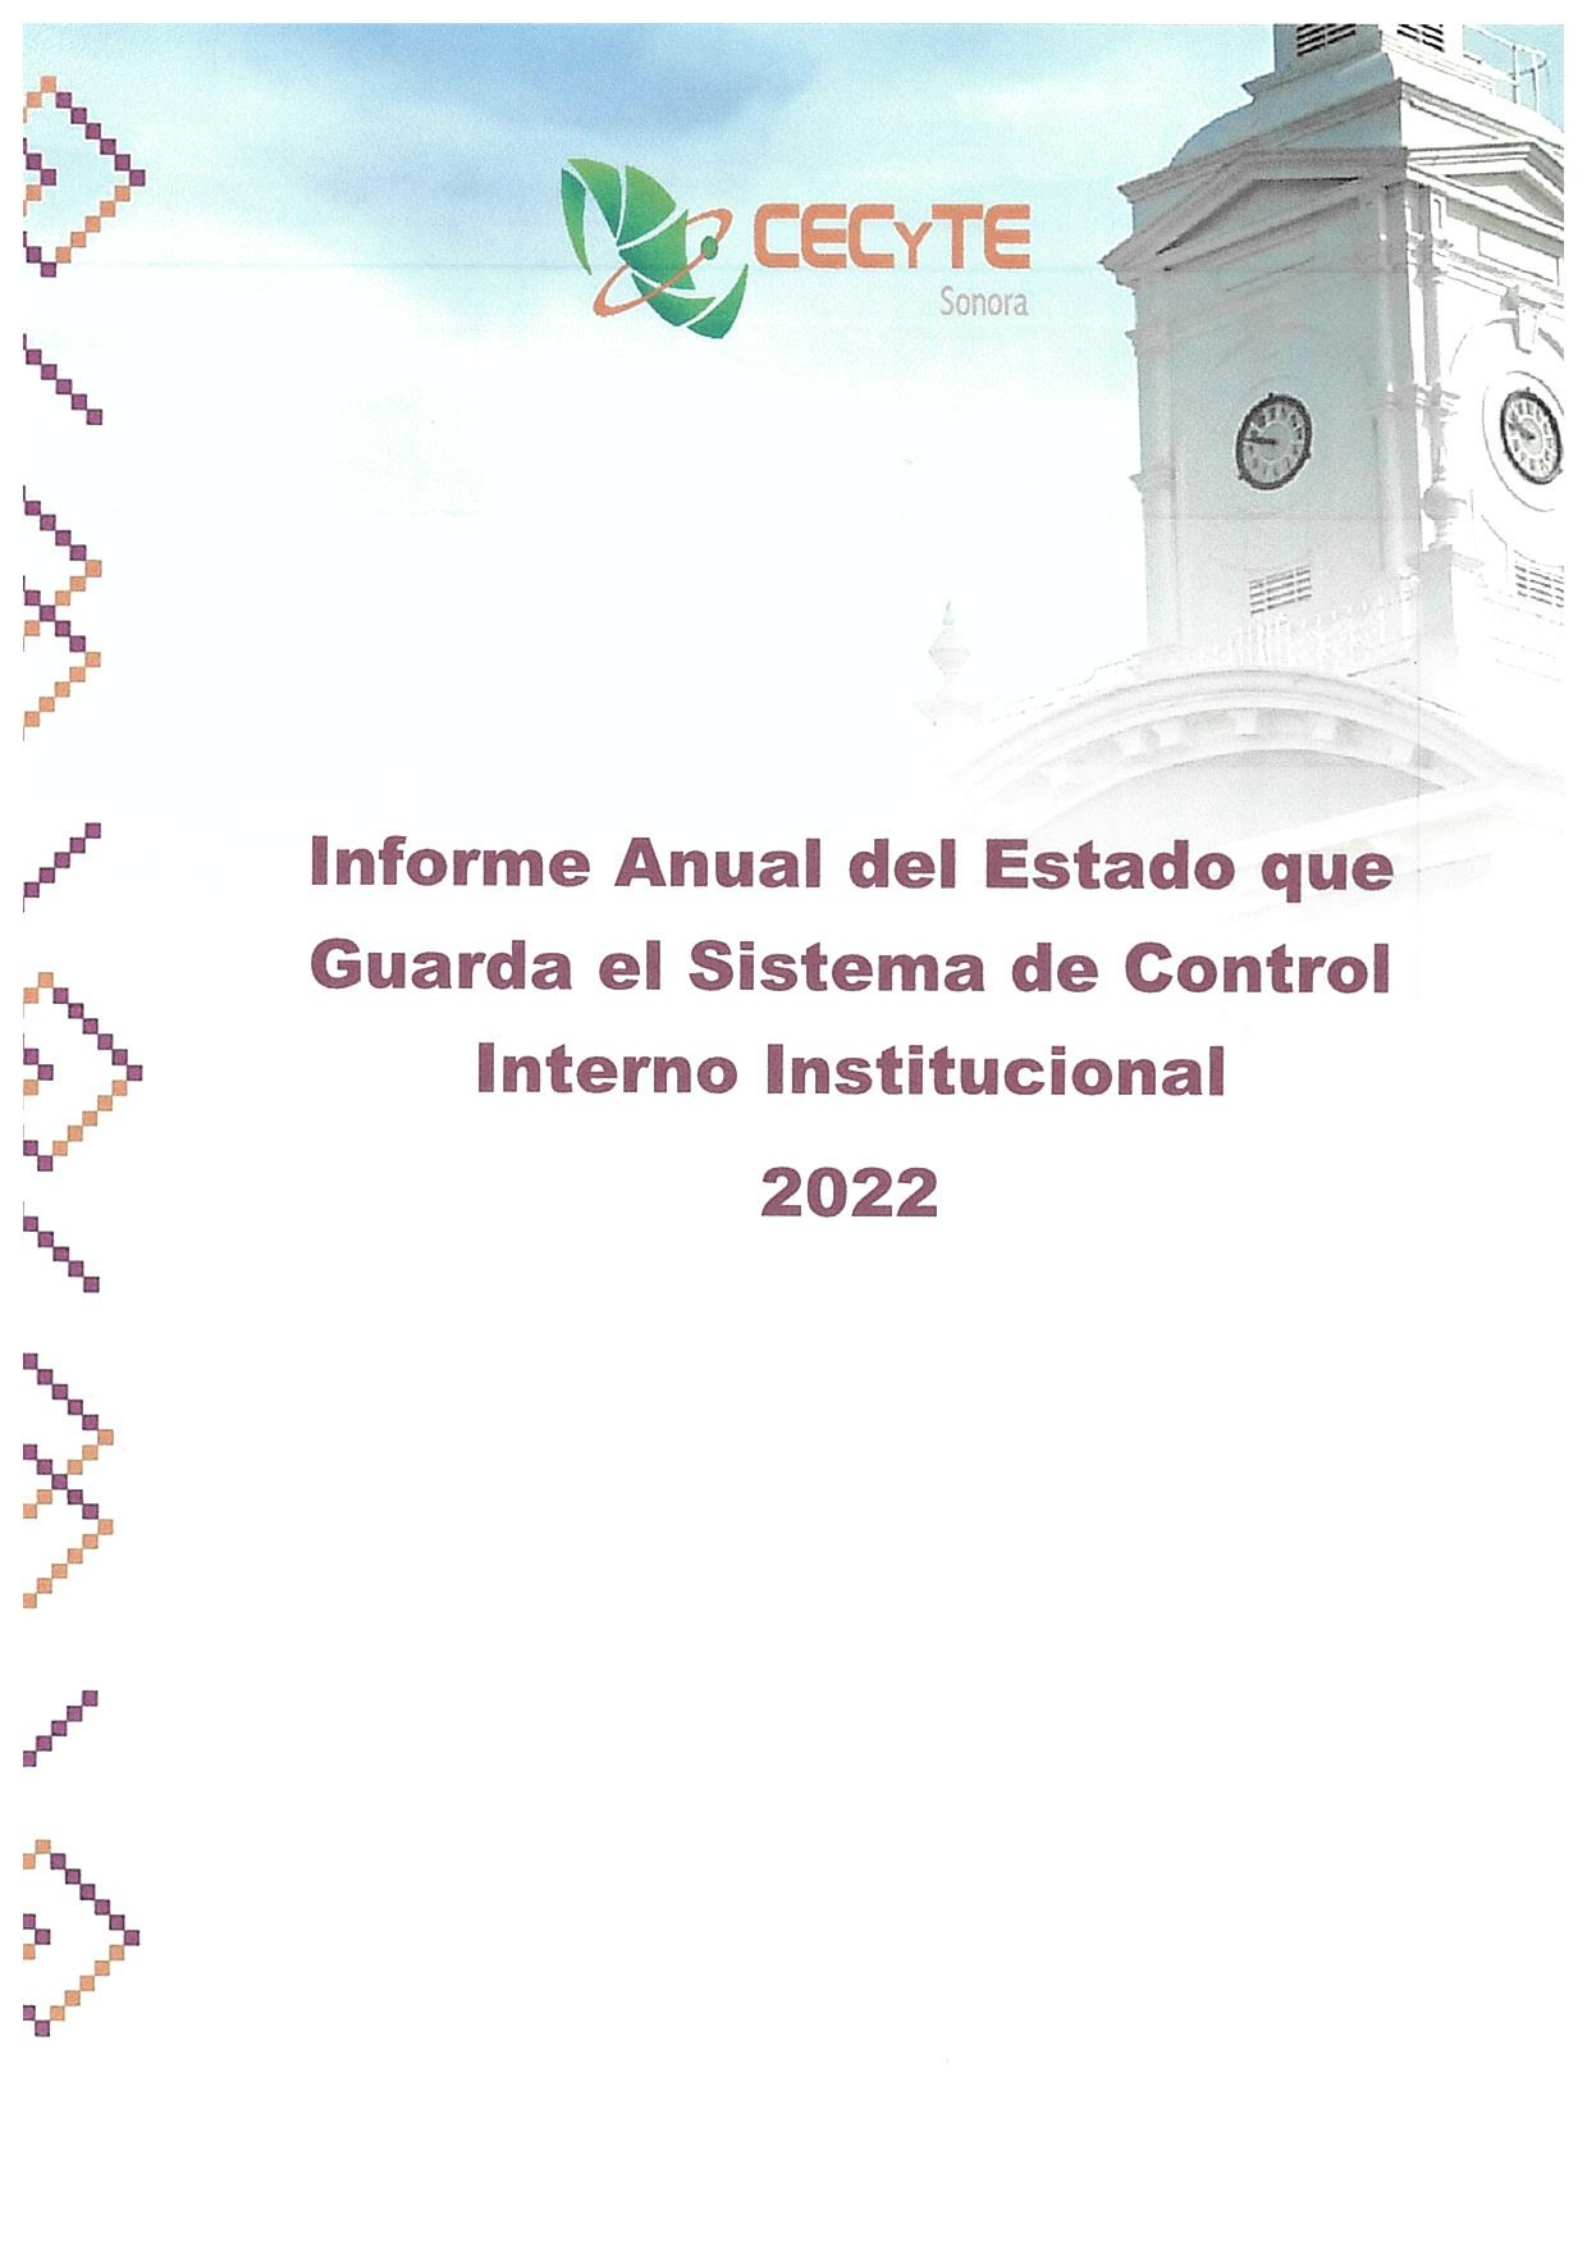 CECyTE
Sonora
Informe Anual del Estado que
Guarda el Sistema de Control
Interno Institucional
2022